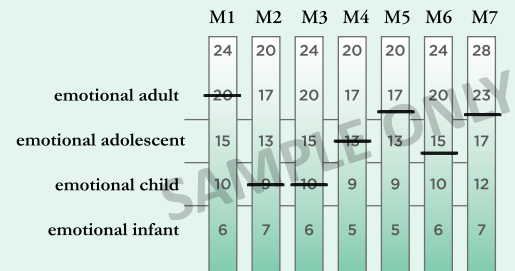 M1 M2 M3 M4 M5 M6 M7
24 20 24 20 20 24 28
emotional adult 20 17 20 17 17 20 23
emotional adolescent 15 13 15 13 13 15 17
emotional child 10 9 10 9 9 10 12
emotional infant 6 7 6 5 5 6 7
SAMPLE ONLY